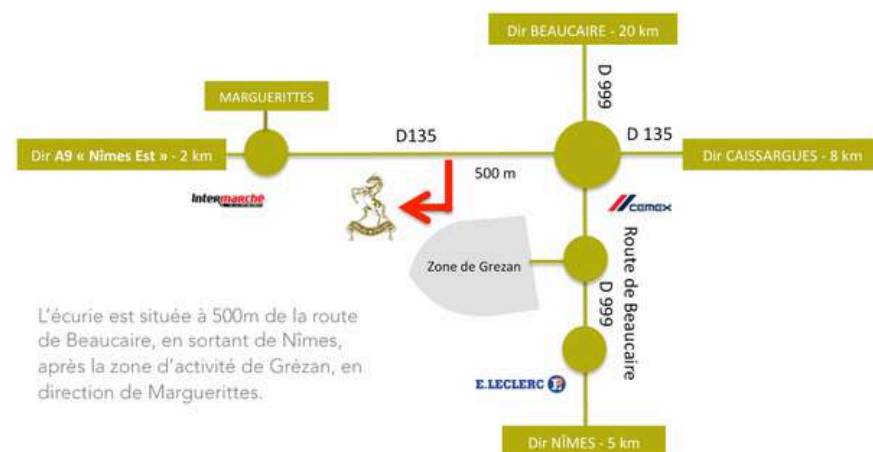 Dir BEAUCAIRE - 20 km
D 999
MARGUERITTES
D135
D 135
Dir A9 « Nîmes Est » - 2 km
500 m
Dir CAISSARGUES - 8 km
Intermarché
CEMEX
Zone de Grezan
Route de Beaucaire
D 999
L'écurie est située à 500m de la route
de Beaucaire, en sortant de Nîmes,
après la zone d'activité de Grézan, en
direction de Marguerittes.
E.LECLERC
Dir NÎMES - 5 km